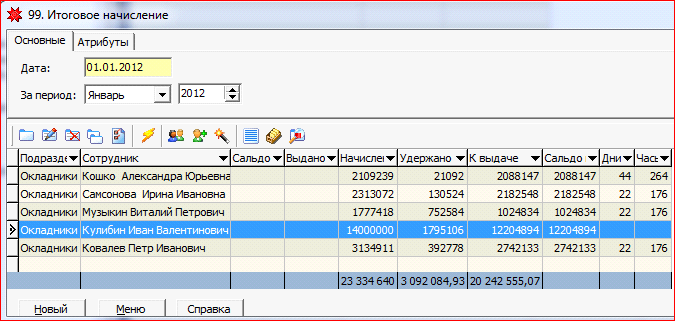 99. Итоговое начисление
Основные Атрибуты
Дата: 01.01.2012
За период: Январь 2012
Подразде Сотрудник Сальдо Выдано Начислен Удержано К выдаче Сальдо Дни Часы
Окладники Кошко Александра Юрьевна 2109239 21092 2088147 2088147 44 264
Окладники Самсонова Ирина Ивановна 2313072 130524 2182548 2182548 22 176
Окладники Музыкин Виталий Петрович 1777418 752584 1024834 1024834 22 176
Окладники Кулибин Иван Валентинович 14000000 1795106 12204894 12204894
Окладники Ковалев Петр Иванович 3134911 392778 2742133 2742133 22 176
23 334 640 3 092 084,93 20 242 555,07
Новый Меню Справка